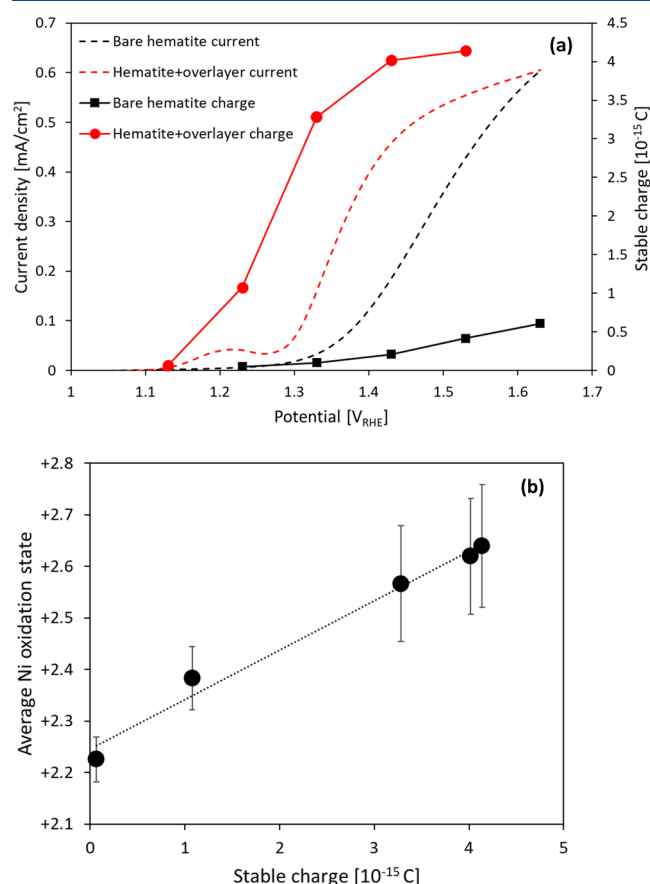 (a)
Bare hematite current
Hematite+overlayer current
Bare hematite charge
Hematite+overlayer charge
Current density [mA/cm²]
0.7
0.6
0.5
0.4
0.3
0.2
0.1
0
Stable charge [10⁻¹⁵ C]
4.5
4
3.5
3
2.5
2
1.5
1
0.5
0
1 1.1 1.2 1.3 1.4 1.5 1.6 1.7
Potential [V_RHE]
(b)
Average Ni oxidation state
+2.8
+2.7
+2.6
+2.5
+2.4
+2.3
+2.2
+2.1
0 1 2 3 4 5
Stable charge [10⁻¹⁵ C]